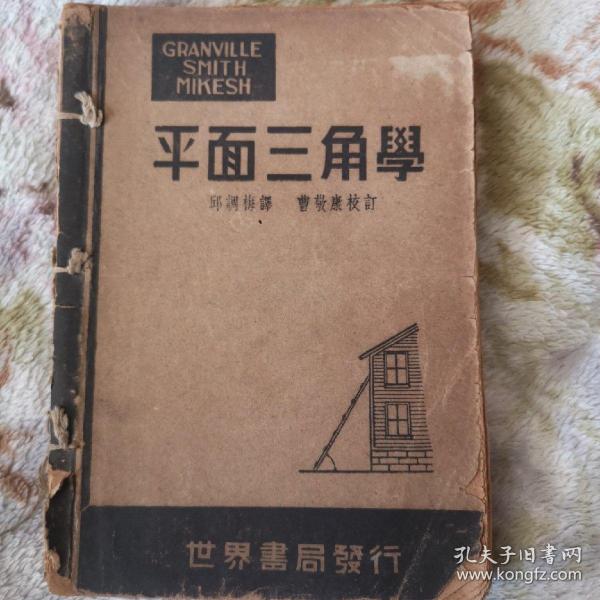 GRANVILLE
SMITH
MIKESH
平面三角學
邱調梅譯 曹敬康校訂
世界書局發行
孔夫子旧书网
www.kongfz.com